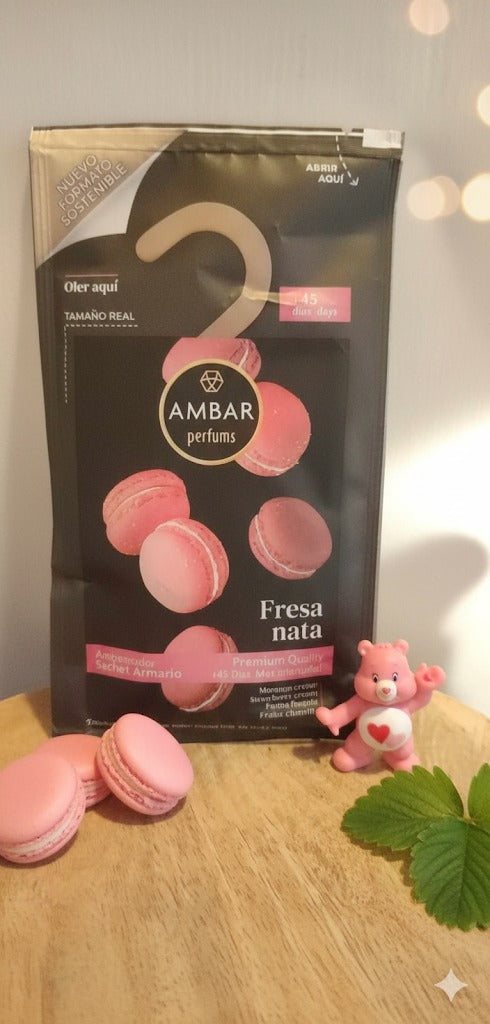 NUEVO
FORMATO
SOSTENIBLE
ABRIR
AQUÍ
Oler aquí
TAMAÑO REAL
45
días days
AMBAR
perfums
Fresa
nata
Ambientador
Sachet Armario
Premium Quality
+45 Días